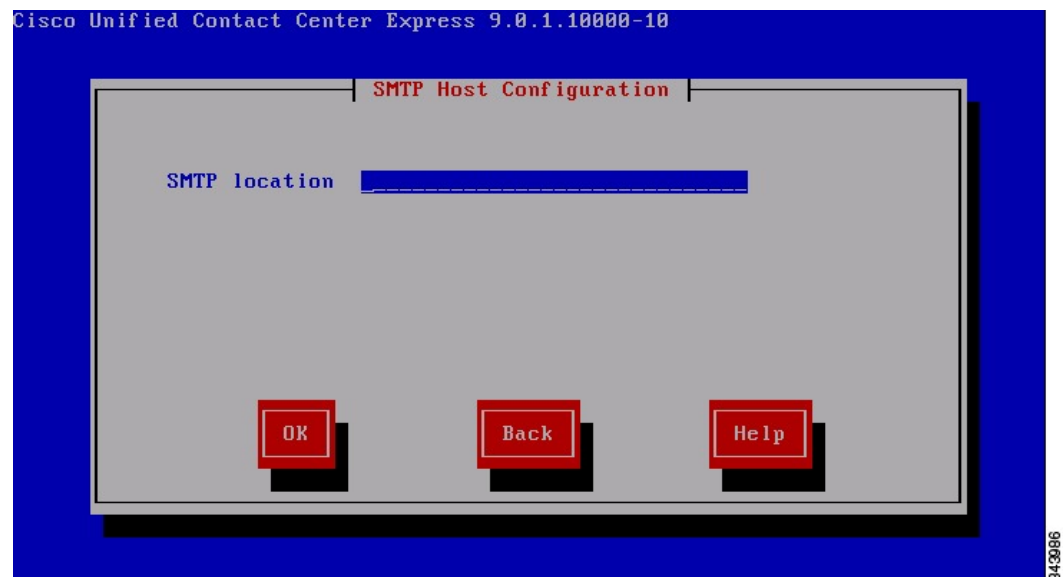 Cisco Unified Contact Center Express 9.0.1.10000-10
SMTP Host Configuration
SMTP location
OK Back Help
343986